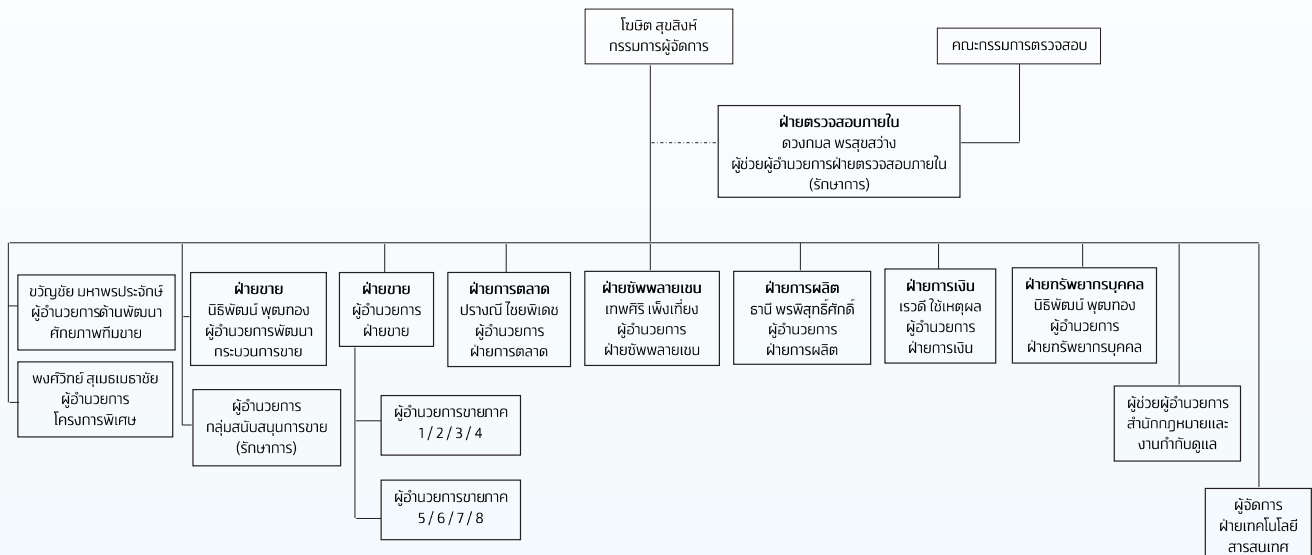 โฆษิต สุขสิงห์
กรรมการผู้จัดการ
คณะกรรมการตรวจสอบ
ฝ่ายตรวจสอบภายใน
ดวงกมล พรสุขสว่าง
ผู้ช่วยผู้อำนวยการฝ่ายตรวจสอบภายใน
(รักษาการ)
ขวัญชัย มหาพรประจักษ์
ผู้อำนวยการด้านพัฒนา
ศักยภาพทีมขาย
พงศ์วิทย์ สุเมธเมธาชัย
ผู้อำนวยการ
โครงการพิเศษ
ฝ่ายขาย
นิธิพัฒน์ พุฒทอง
ผู้อำนวยการพัฒนา
กระบวนการขาย
ผู้อำนวยการ
กลุ่มสนับสนุนการขาย
(รักษาการ)
ฝ่ายขาย
ผู้อำนวยการ
ฝ่ายขาย
ผู้อำนวยการขายภาค
1 / 2 / 3 / 4
ผู้อำนวยการขายภาค
5 / 6 / 7 / 8
ฝ่ายการตลาด
ปรางณี ไชยพิเดช
ผู้อำนวยการ
ฝ่ายการตลาด
ฝ่ายซัพพลายเชน
เทพศิริ เพ็งเที่ยง
ผู้อำนวยการ
ฝ่ายซัพพลายเชน
ฝ่ายการผลิต
ธานี พรพิสุทธิ์ศักดิ์
ผู้อำนวยการ
ฝ่ายการผลิต
ฝ่ายการเงิน
เรวดี ใช้เหตุผล
ผู้อำนวยการ
ฝ่ายการเงิน
ฝ่ายทรัพยากรบุคคล
นิธิพัฒน์ พุฒทอง
ผู้อำนวยการ
ฝ่ายทรัพยากรบุคคล
ผู้ช่วยผู้อำนวยการ
สำนักกฎหมายและ
งานกำกับดูแล
ผู้จัดการ
ฝ่ายเทคโนโลยี
สารสนเทศ